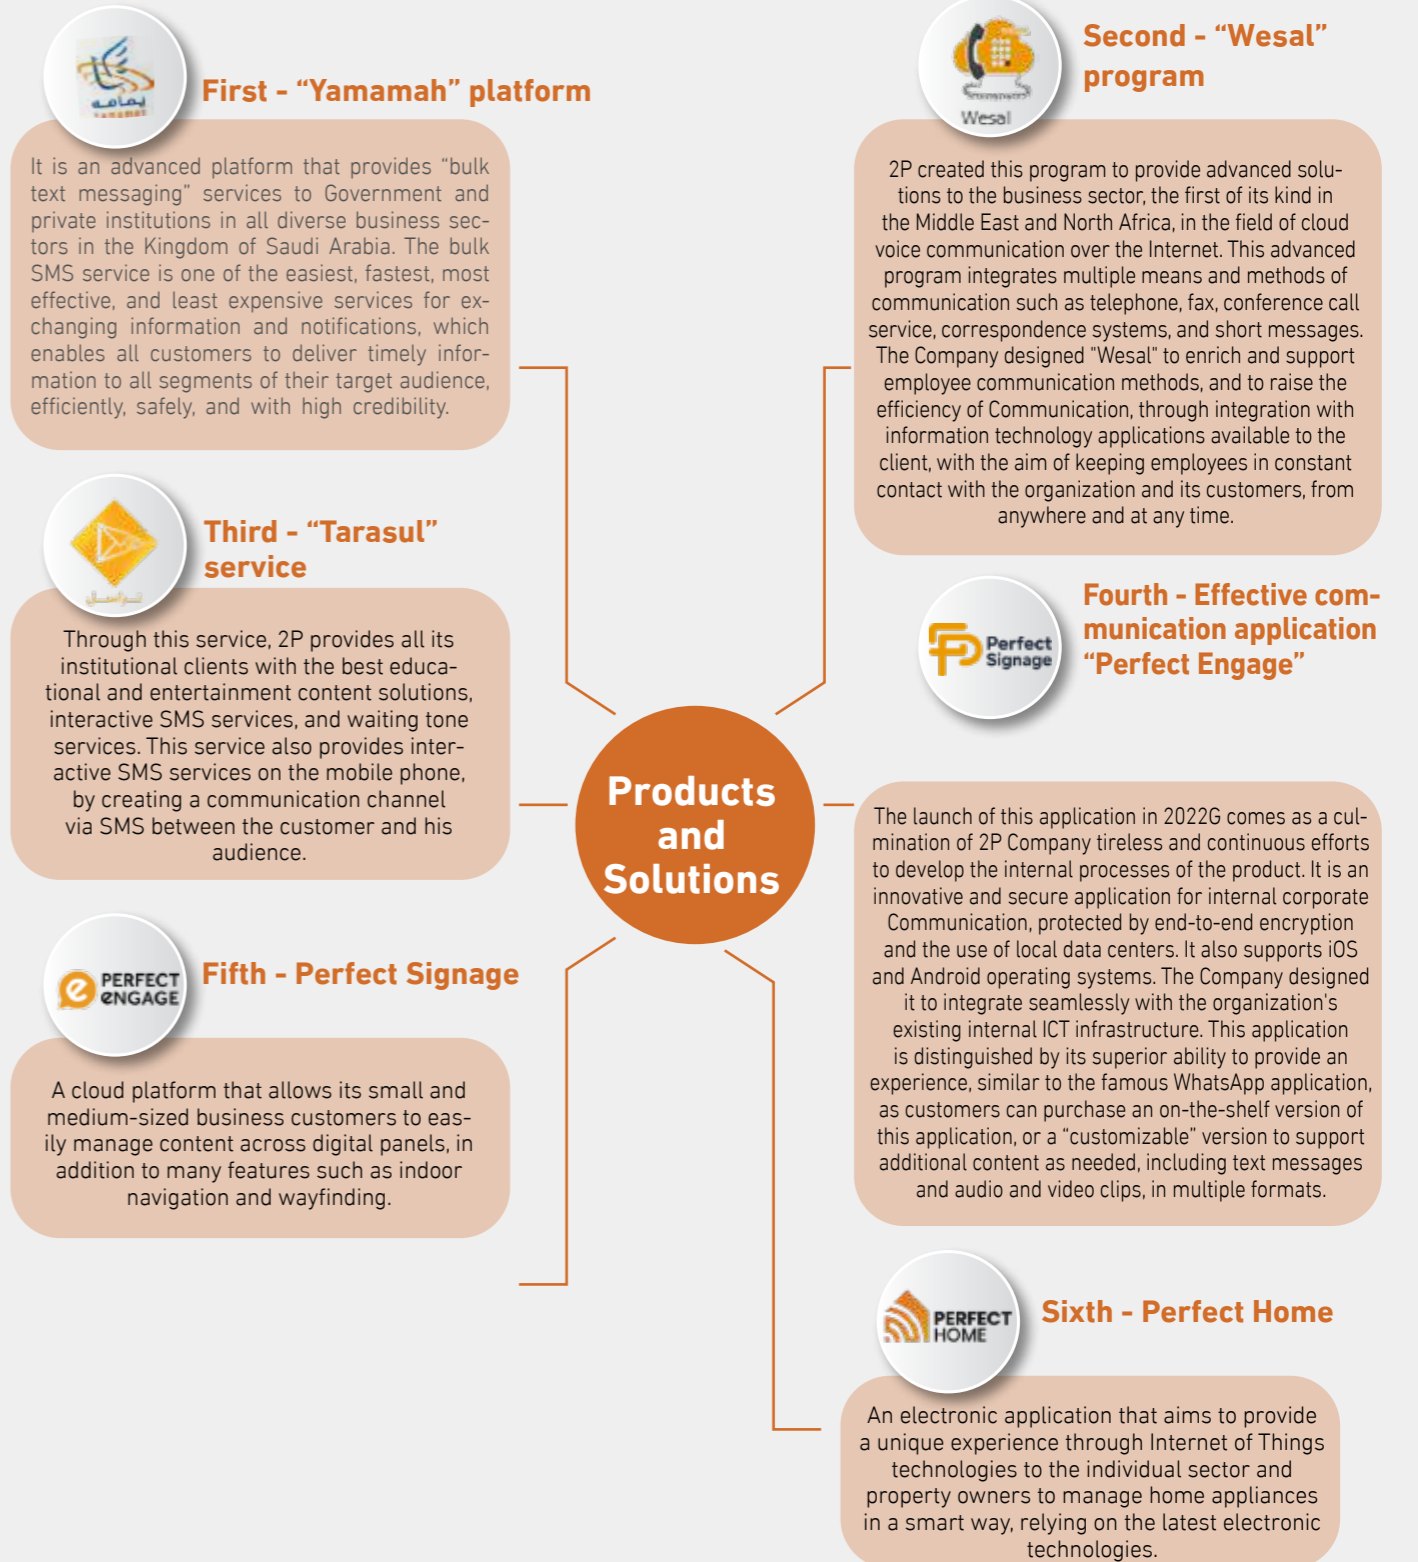 يمامه
YAMAMAH
First - “Yamamah” platform
It is an advanced platform that provides “bulk
text messaging” services to Government and
private institutions in all diverse business sec-
tors in the Kingdom of Saudi Arabia. The bulk
SMS service is one of the easiest, fastest, most
effective, and least expensive services for ex-
changing information and notifications, which
enables all customers to deliver timely infor-
mation to all segments of their target audience,
efficiently, safely, and with high credibility.
Wesal
Second - “Wesal”
program
2P created this program to provide advanced solu-
tions to the business sector, the first of its kind in
the Middle East and North Africa, in the field of cloud
voice communication over the Internet. This advanced
program integrates multiple means and methods of
communication such as telephone, fax, conference call
service, correspondence systems, and short messages.
The Company designed "Wesal" to enrich and support
employee communication methods, and to raise the
efficiency of Communication, through integration with
information technology applications available to the
client, with the aim of keeping employees in constant
contact with the organization and its customers, from
anywhere and at any time.
تراسل
Third - “Tarasul”
service
Through this service, 2P provides all its
institutional clients with the best educa-
tional and entertainment content solutions,
interactive SMS services, and waiting tone
services. This service also provides inter-
active SMS services on the mobile phone,
by creating a communication channel
via SMS between the customer and his
audience.
Perfect
Signage
Fourth - Effective com-
munication application
“Perfect Engage”
The launch of this application in 2022G comes as a cul-
mination of 2P Company tireless and continuous efforts
to develop the internal processes of the product. It is an
innovative and secure application for internal corporate
Communication, protected by end-to-end encryption
and the use of local data centers. It also supports iOS
and Android operating systems. The Company designed
it to integrate seamlessly with the organization's
existing internal ICT infrastructure. This application
is distinguished by its superior ability to provide an
experience, similar to the famous WhatsApp application,
as customers can purchase an on-the-shelf version of
this application, or a “customizable” version to support
additional content as needed, including text messages
and audio and video clips, in multiple formats.
Products
and
Solutions
PERFECT
eNGAGE
Fifth - Perfect Signage
A cloud platform that allows its small and
medium-sized business customers to eas-
ily manage content across digital panels, in
addition to many features such as indoor
navigation and wayfinding.
PERFECT
HOME
Sixth - Perfect Home
An electronic application that aims to provide
a unique experience through Internet of Things
technologies to the individual sector and
property owners to manage home appliances
in a smart way, relying on the latest electronic
technologies.